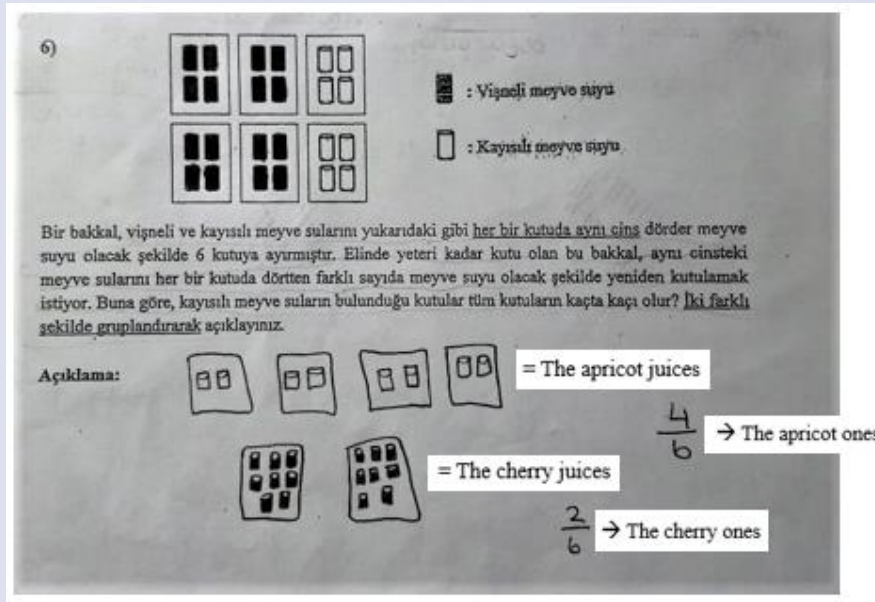 6)
: Vişneli meyve suyu
: Kayısılı meyve suyu
Bir bakkal, vişneli ve kayısılı meyve sularını yukarıdaki gibi her bir kutuda aynı cins dörder meyve
suyu olacak şekilde 6 kutuya ayırmıştır. Elinde yeteri kadar kutu olan bu bakkal, aynı cinsteki
meyve sularını her bir kutuda dörtten farklı sayıda meyve suyu olacak şekilde yeniden kutulamak
istiyor. Buna göre, kayısılı meyve suların bulunduğu kutular tüm kutuların kaçta kaçı olur? İki farklı
şekilde gruplandırarak açıklayınız.
Açıklama:
= The apricot juices
4/6 → The apricot ones
= The cherry juices
2/6 → The cherry ones